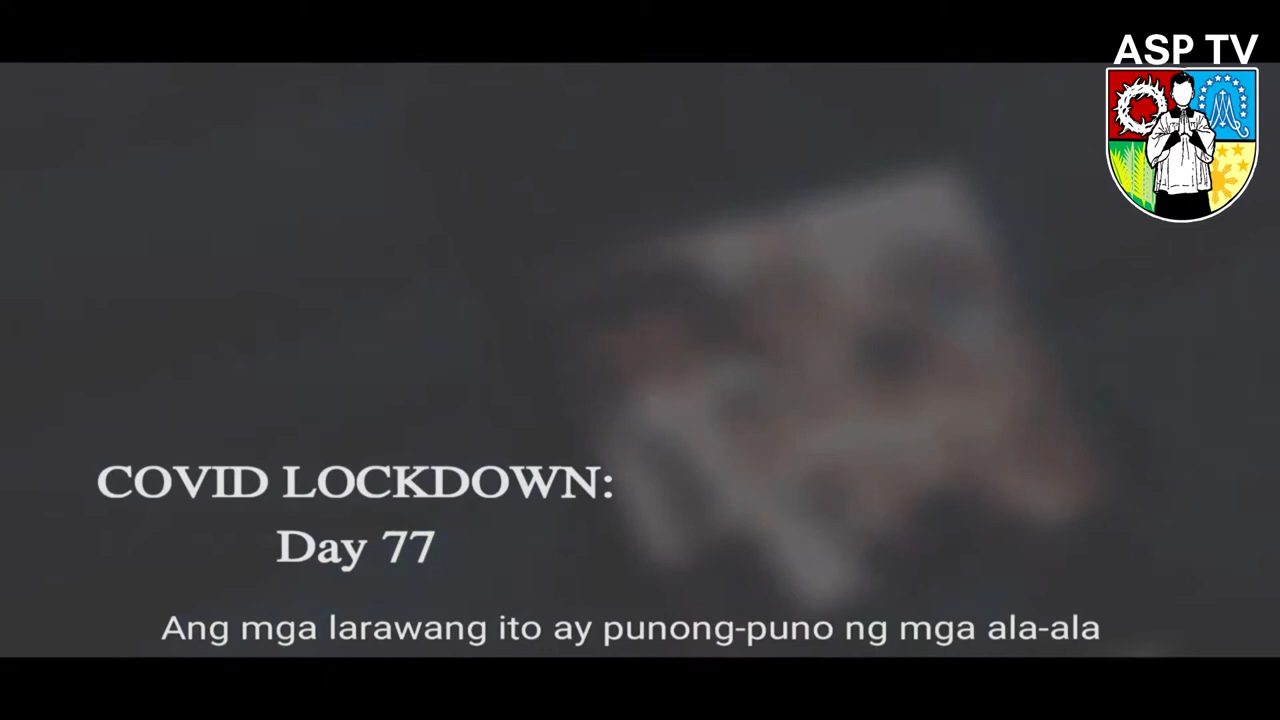 ASP TV
COVID LOCKDOWN:
Day 77
Ang mga larawang ito ay punong-puno ng mga ala-ala